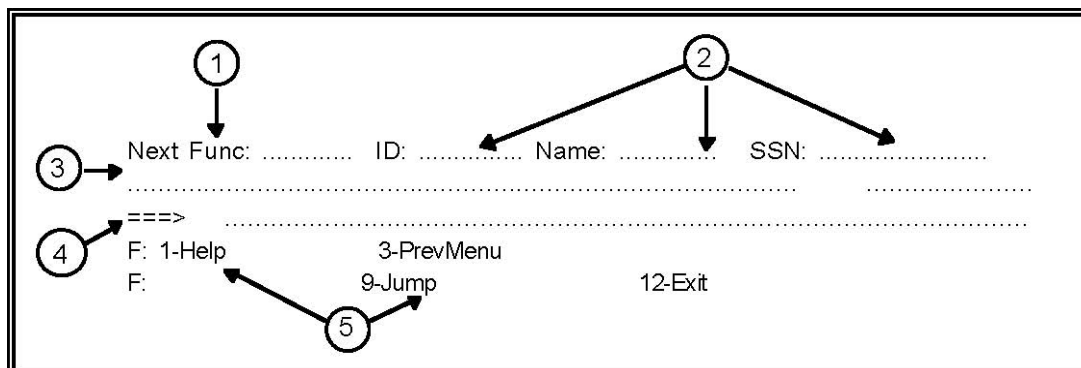 1 2
3 Next Func: ............. ID: ............... Name: .............. SSN: ........................
................................................................................................. ........................
4 ===> .....................................................................................................................
F: 1-Help 3-PrevMenu
F: 9-Jump 12-Exit
5